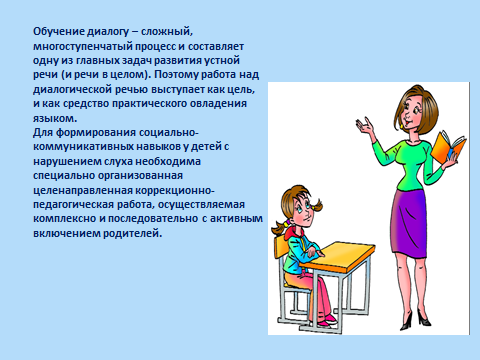 Обучение диалогу – сложный,
многоступенчатый процесс и составляет
одну из главных задач развития устной
речи (и речи в целом). Поэтому работа над
диалогической речью выступает как цель,
и как средство практического овладения
языком.
Для формирования социально-
коммуникативных навыков у детей с
нарушением слуха необходима
специально организованная
целенаправленная коррекционно-
педагогическая работа, осуществляемая
комплексно и последовательно с активным
включением родителей.